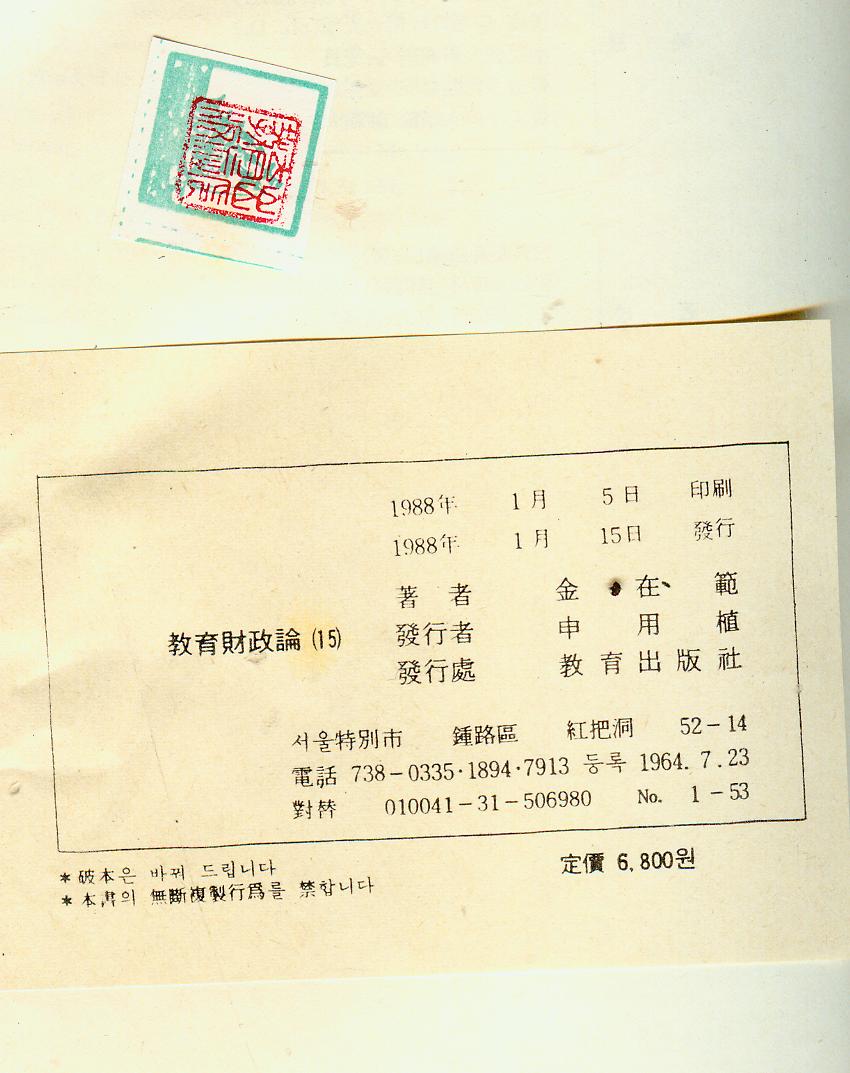 1988年 1月 5日 印刷
1988年 1月 15日 發行
著者 金在範
發行者 申用植
教育財政論 (15)
發行處 教育出版社
서울特別市 鍾路區 紅把洞 52-14
電話 738-0335·1894·7913 등록 1964. 7. 23
對替 010041-31-506980 No. 1-53
定價 6,800원
*破本은 바꿔 드립니다
*本書의 無斷複製行爲를 禁합니다